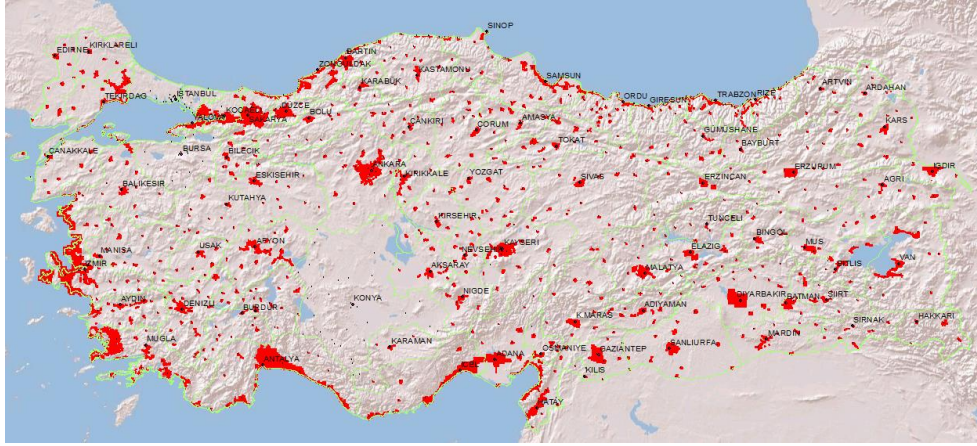 SINOP
KIRKLARELI
EDIRNE
BARTIN
KASTAMONU
KARABUK
SAMSUN
ARTVIN
ARDAHAN
TEKIRDAG
ISTANBUL
DUZCE
BOLU
SAKARYA
ORDU
GIRESUN
TRABZON
RIZE
KARS
CANKIRI
CORUM
AMASYA
TOKAT
GUMUSHANE
BAYBURT
CANAKKALE
BURSA
BILECIK
ESKISEHIR
ANKARA
KIRIKKALE
YOZGAT
SIVAS
ERZINCAN
ERZURUM
IGDIR
AGRI
BALIKESIR
KUTAHYA
KIRSEHIR
TUNCELI
BINGOL
MUS
MANISA
USAK
AFYON
NEVSEHIR
KAYSERI
ELAZIG
VAN
IZMIR
AKSARAY
MALATYA
BITLIS
AYDIN
DENIZLI
BURDUR
KONYA
NIGDE
K.MARAS
ADIYAMAN
DIYARBAKIR
BATMAN
SIIRT
SIRNAK
HAKKARI
MUGLA
ANTALYA
KARAMAN
ADANA
OSMANIYE
GAZIANTEP
SANLIURFA
MARDIN
KILIS
HATAY